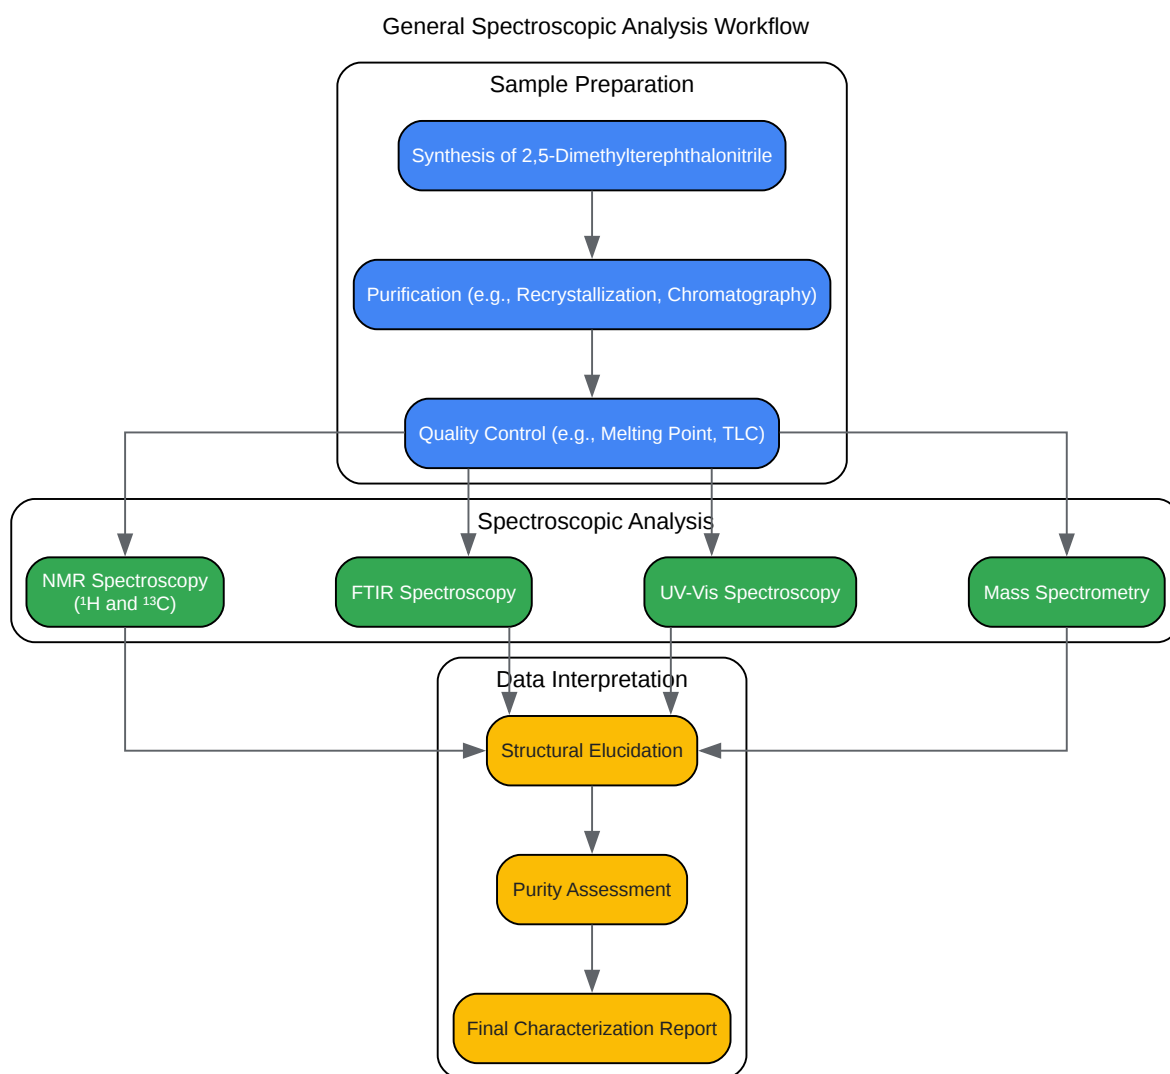 General Spectroscopic Analysis Workflow
Sample Preparation
Synthesis of 2,5-Dimethylterephthalonitrile
Purification (e.g., Recrystallization, Chromatography)
Quality Control (e.g., Melting Point, TLC)
Spectroscopic Analysis
NMR Spectroscopy
(¹H and ¹³C)
FTIR Spectroscopy
UV-Vis Spectroscopy
Mass Spectrometry
Data Interpretation
Structural Elucidation
Purity Assessment
Final Characterization Report